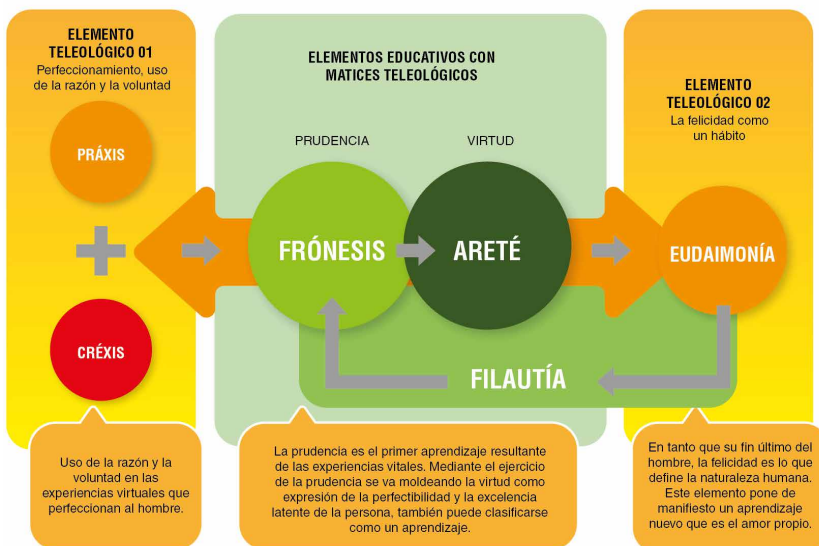 ELEMENTO
TELEOLÓGICO 01
Perfeccionamiento, uso
de la razón y la voluntad
PRÁXIS
CRÉXIS
Uso de la razón y la
voluntad en las
experiencias virtuales que
perfeccionan al hombre.
ELEMENTOS EDUCATIVOS CON
MATICES TELEOLÓGICOS
PRUDENCIA
VIRTUD
FRÓNESIS
ARETÉ
FILAUTÍA
La prudencia es el primer aprendizaje resultante
de las experiencias vitales. Mediante el ejercicio
de la prudencia se va moldeando la virtud como
expresión de la perfectibilidad y la excelencia
latente de la persona, también puede clasificarse
como un aprendizaje.
ELEMENTO
TELEOLÓGICO 02
La felicidad como
un hábito
EUDAIMONÍA
En tanto que su fin último del
hombre, la felicidad es lo que
define la naturaleza humana.
Este elemento pone de
manifiesto un aprendizaje
nuevo que es el amor propio.